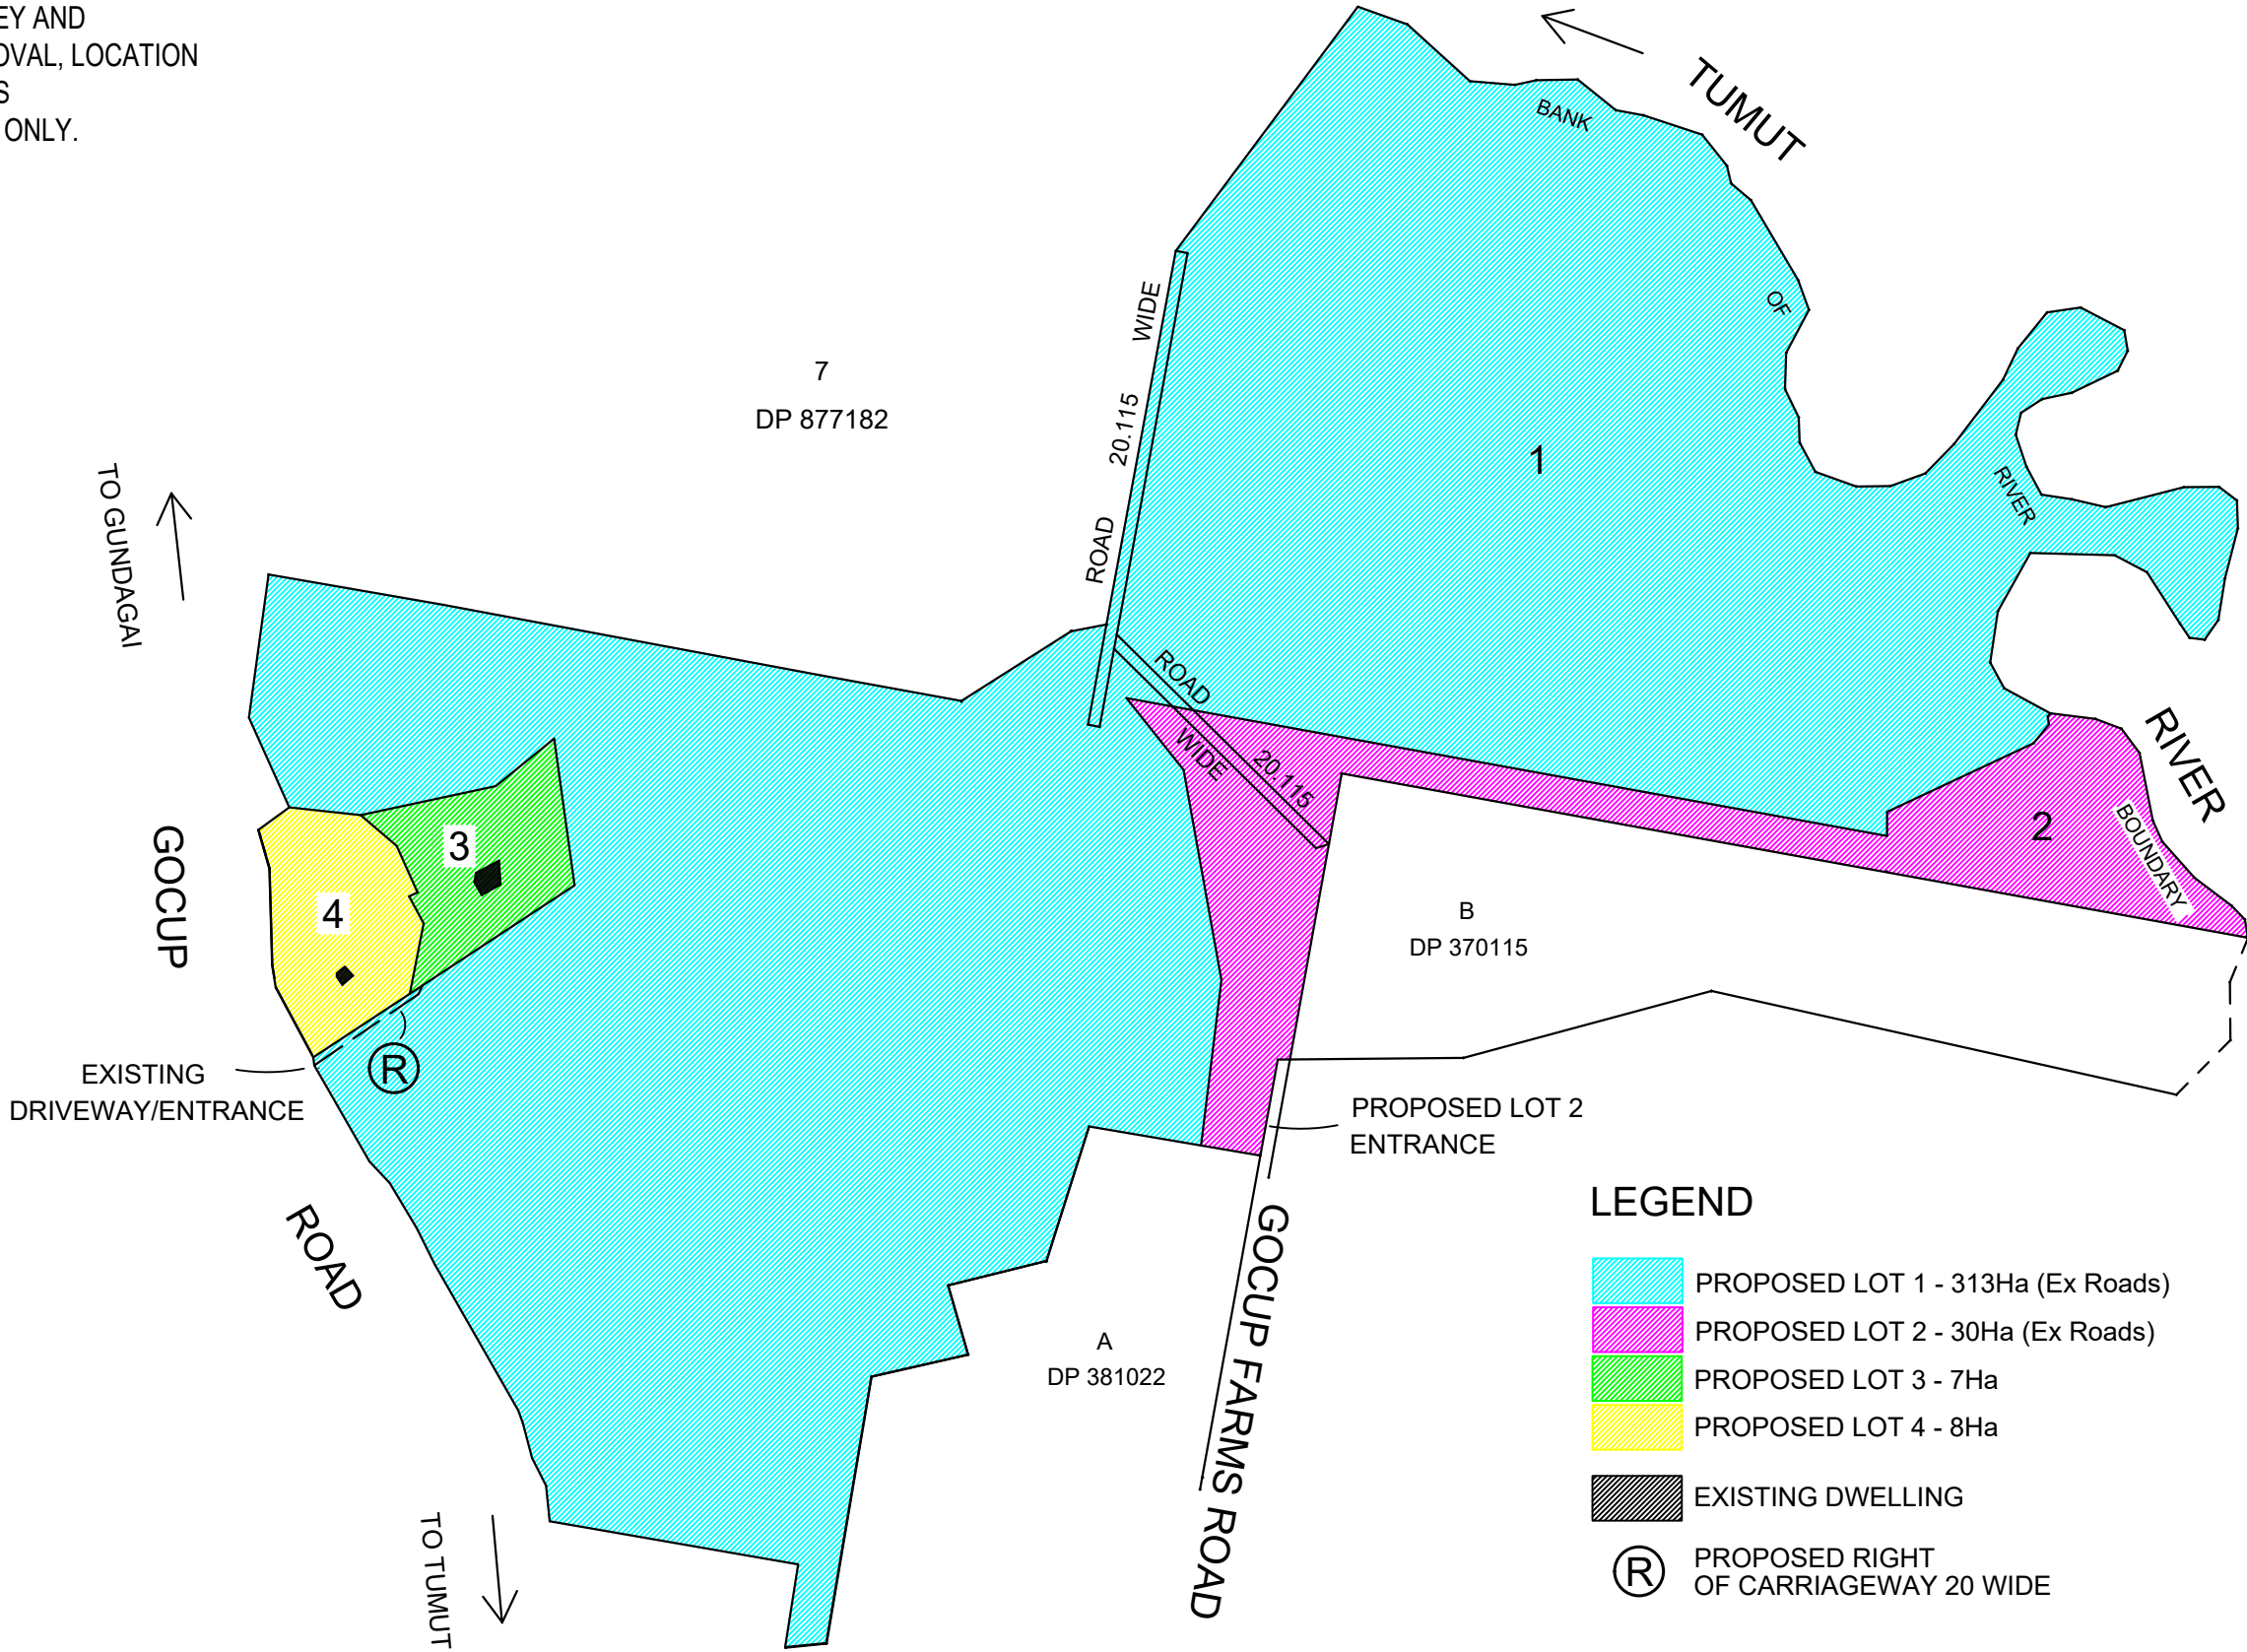 EY AND
OVAL, LOCATION
S
ONLY.
TUMUT
BANK
OF
RIVER
RIVER
BOUNDARY
7
DP 877182
ROAD 20.115 WIDE
ROAD 20.115
WIDE
1
2
3
4
TO GUNDAGAI
GOCUP
ROAD
EXISTING
DRIVEWAY/ENTRANCE
R
B
DP 370115
PROPOSED LOT 2
ENTRANCE
A
DP 381022
GOCUP FARMS ROAD
TO TUMUT
LEGEND
PROPOSED LOT 1 - 313Ha (Ex Roads)
PROPOSED LOT 2 - 30Ha (Ex Roads)
PROPOSED LOT 3 - 7Ha
PROPOSED LOT 4 - 8Ha
EXISTING DWELLING
R
PROPOSED RIGHT
OF CARRIAGEWAY 20 WIDE